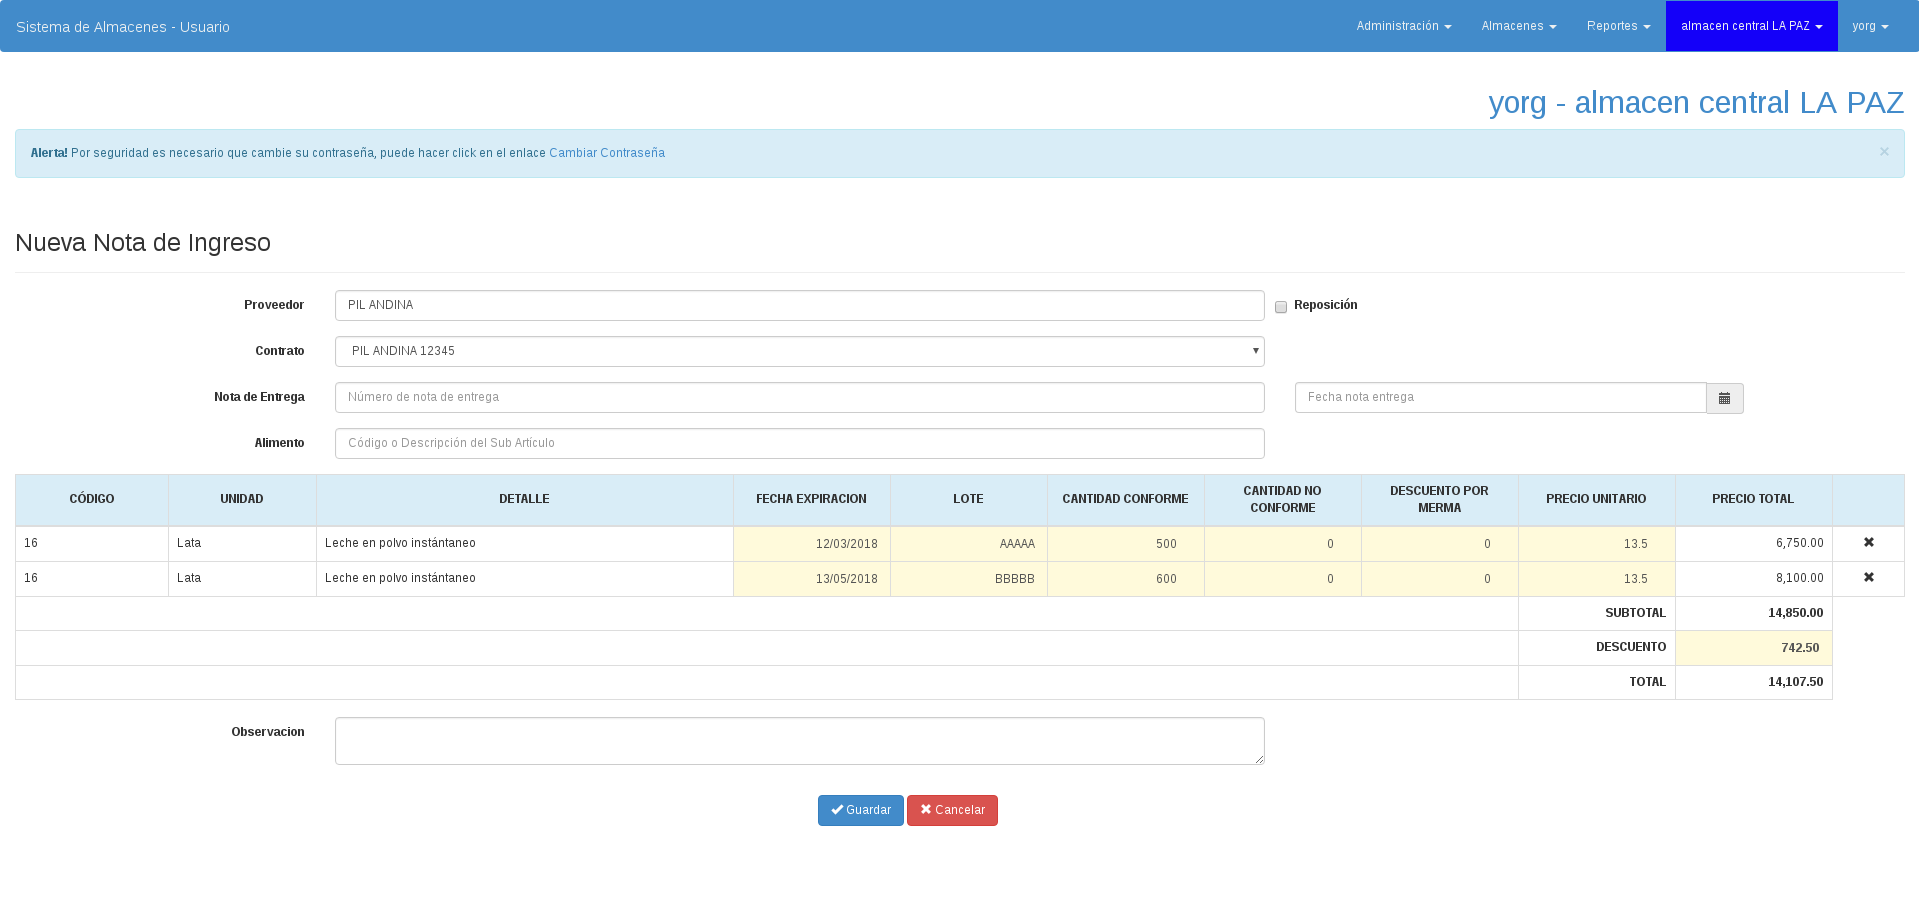 Sistema de Almacenes - Usuario Administración Almacenes Reportes almacen central LA PAZ yorg
yorg - almacen central LA PAZ
Alerta! Por seguridad es necesario que cambie su contraseña, puede hacer click en el enlace Cambiar Contraseña ×
Nueva Nota de Ingreso
Proveedor PIL ANDINA Reposición
Contrato PIL ANDINA 12345
Nota de Entrega Número de nota de entrega Fecha nota entrega
Alimento Código o Descripción del Sub Artículo
CÓDIGO UNIDAD DETALLE FECHA EXPIRACION LOTE CANTIDAD CONFORME CANTIDAD NO CONFORME DESCUENTO POR MERMA PRECIO UNITARIO PRECIO TOTAL
16 Lata Leche en polvo instántaneo 12/03/2018 AAAAA 500 0 0 13.5 6,750.00
16 Lata Leche en polvo instántaneo 13/05/2018 BBBBB 600 0 0 13.5 8,100.00
SUBTOTAL 14,850.00
DESCUENTO 742.50
TOTAL 14,107.50
Observacion
Guardar Cancelar